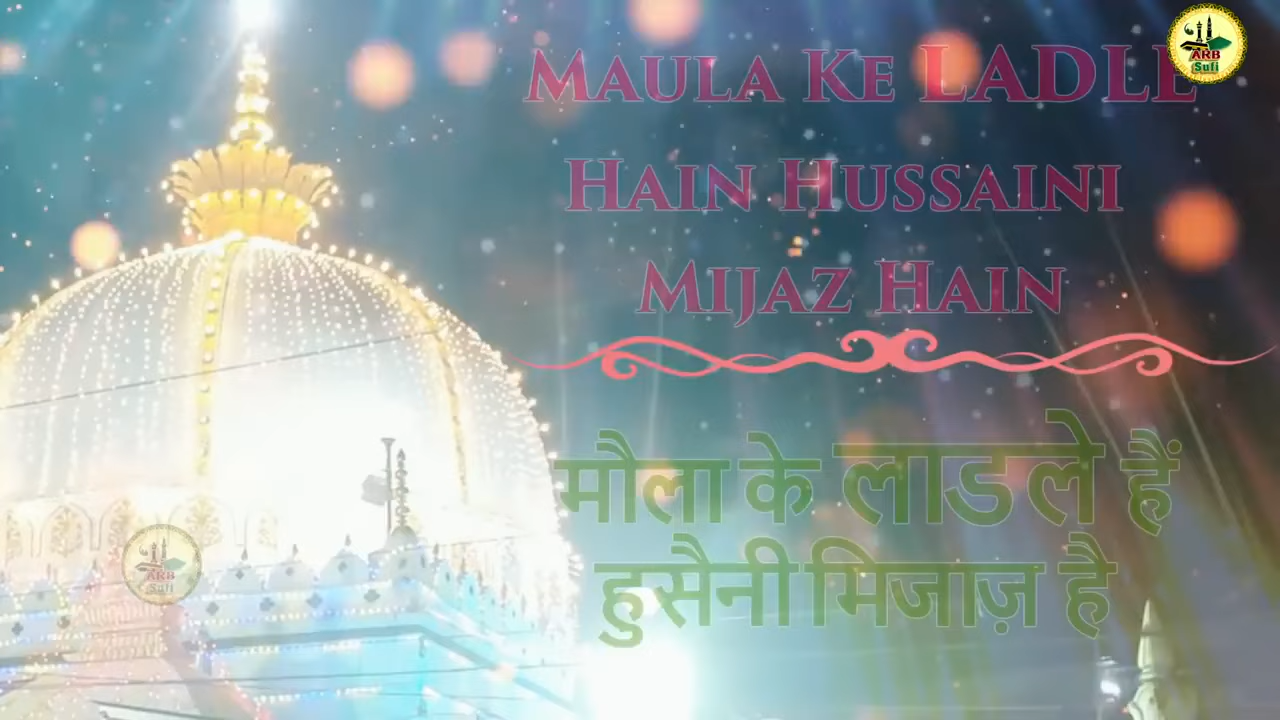 Maula Ke LADLE
Hain Hussaini
Mijaz Hain
मौला के लाडले हैं
हुसैनी मिजाज़ है
ARB
Sufi
ARB
Sufi